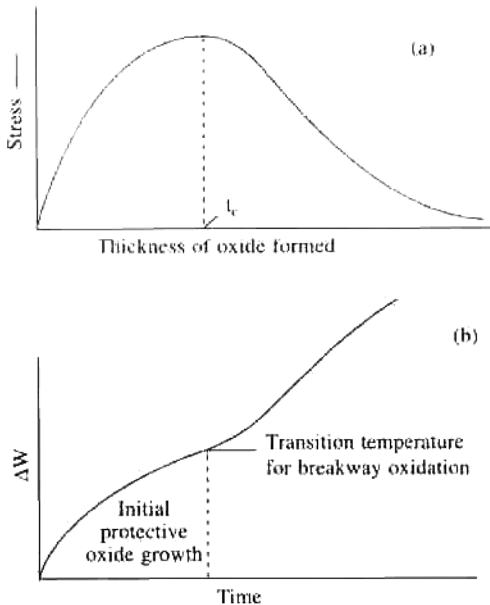 (a)
Stress
t_c
Thickness of oxide formed
(b)
ΔW
Transition temperature
for breakway oxidation
Initial
protective
oxide growth
Time